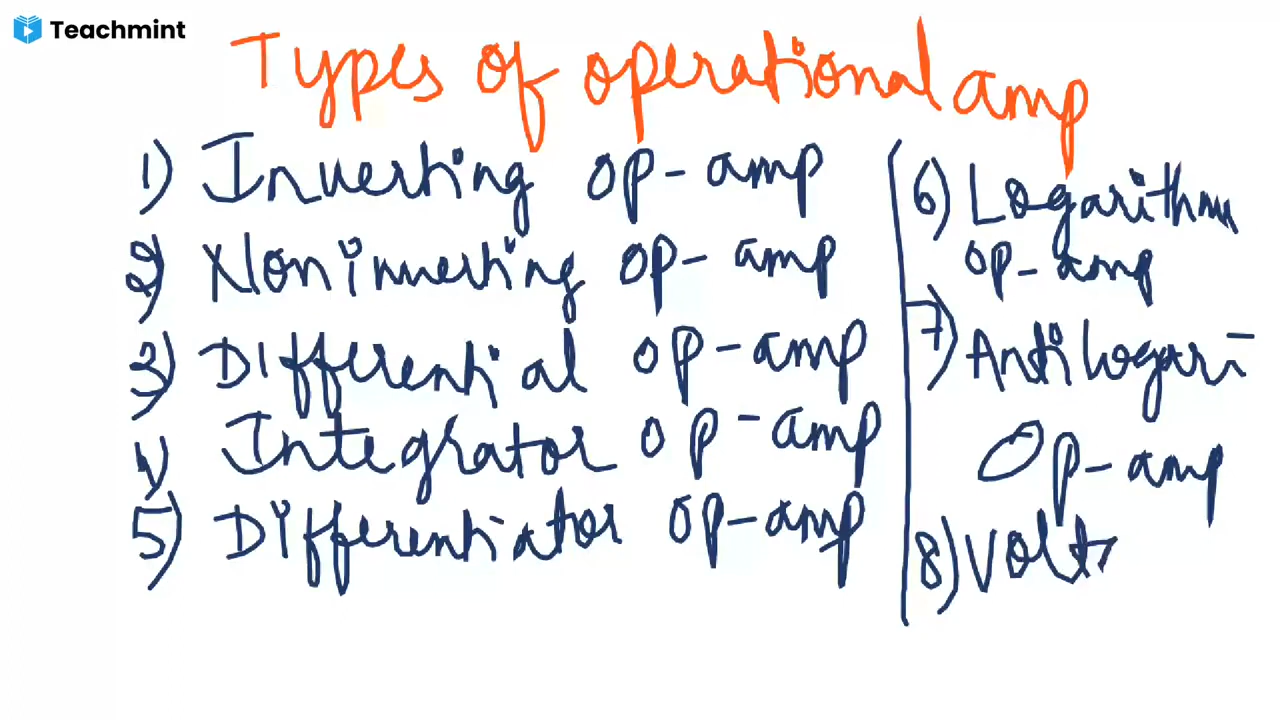 Teachmint
Types of operational amp
1) Inverting op-amp
2) Noninverting op-amp
3) Differential op-amp
4) Integrator op-amp
5) Differentiator op-amp
6) Logarithm
op-amp
7) Antilogari
Op-amp
8) Volt